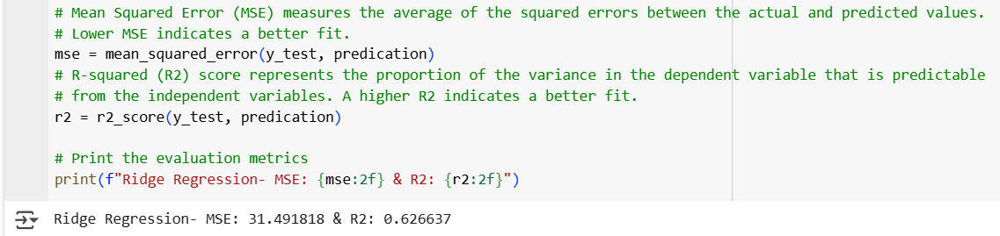 # Mean Squared Error (MSE) measures the average of the squared errors between the actual and predicted values.
# Lower MSE indicates a better fit.
mse = mean_squared_error(y_test, predication)
# R-squared (R2) score represents the proportion of the variance in the dependent variable that is predictable
# from the independent variables. A higher R2 indicates a better fit.
r2 = r2_score(y_test, predication)
# Print the evaluation metrics
print(f"Ridge Regression- MSE: {mse:2f} & R2: {r2:2f}")
Ridge Regression- MSE: 31.491818 & R2: 0.626637